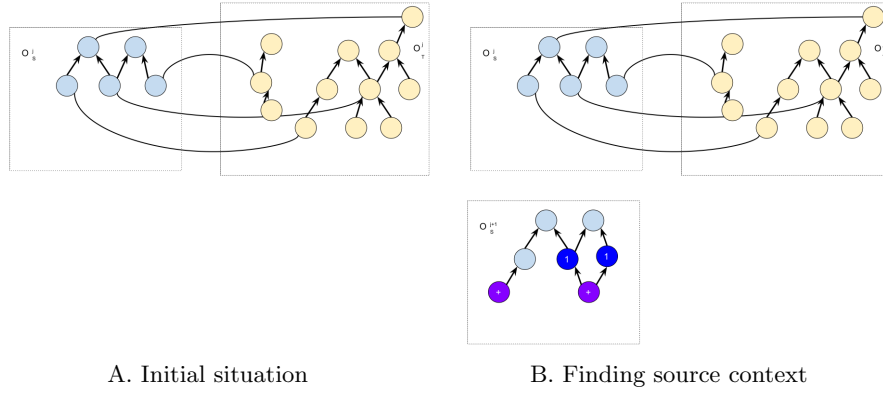 O i S
O i T
O i S
O
O i+1 S
1
1
+
+
A. Initial situation
B. Finding source context